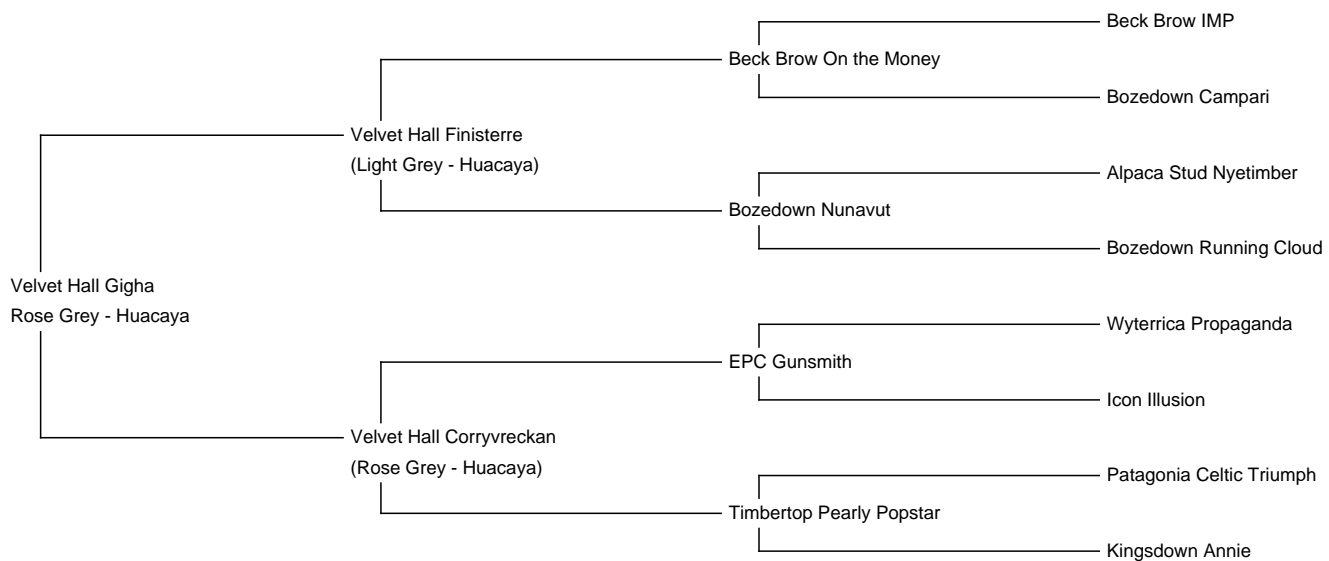 Beck Brow IMP
Beck Brow On the Money
Bozedown Campari
Velvet Hall Finisterre
(Light Grey - Huacaya)
Alpaca Stud Nyetimber
Bozedown Nunavut
Bozedown Running Cloud
Velvet Hall Gigha
Rose Grey - Huacaya
Wyterrica Propaganda
EPC Gunsmith
Icon Illusion
Velvet Hall Corryvreckan
(Rose Grey - Huacaya)
Patagonia Celtic Triumph
Timbertop Pearly Popstar
Kingsdown Annie